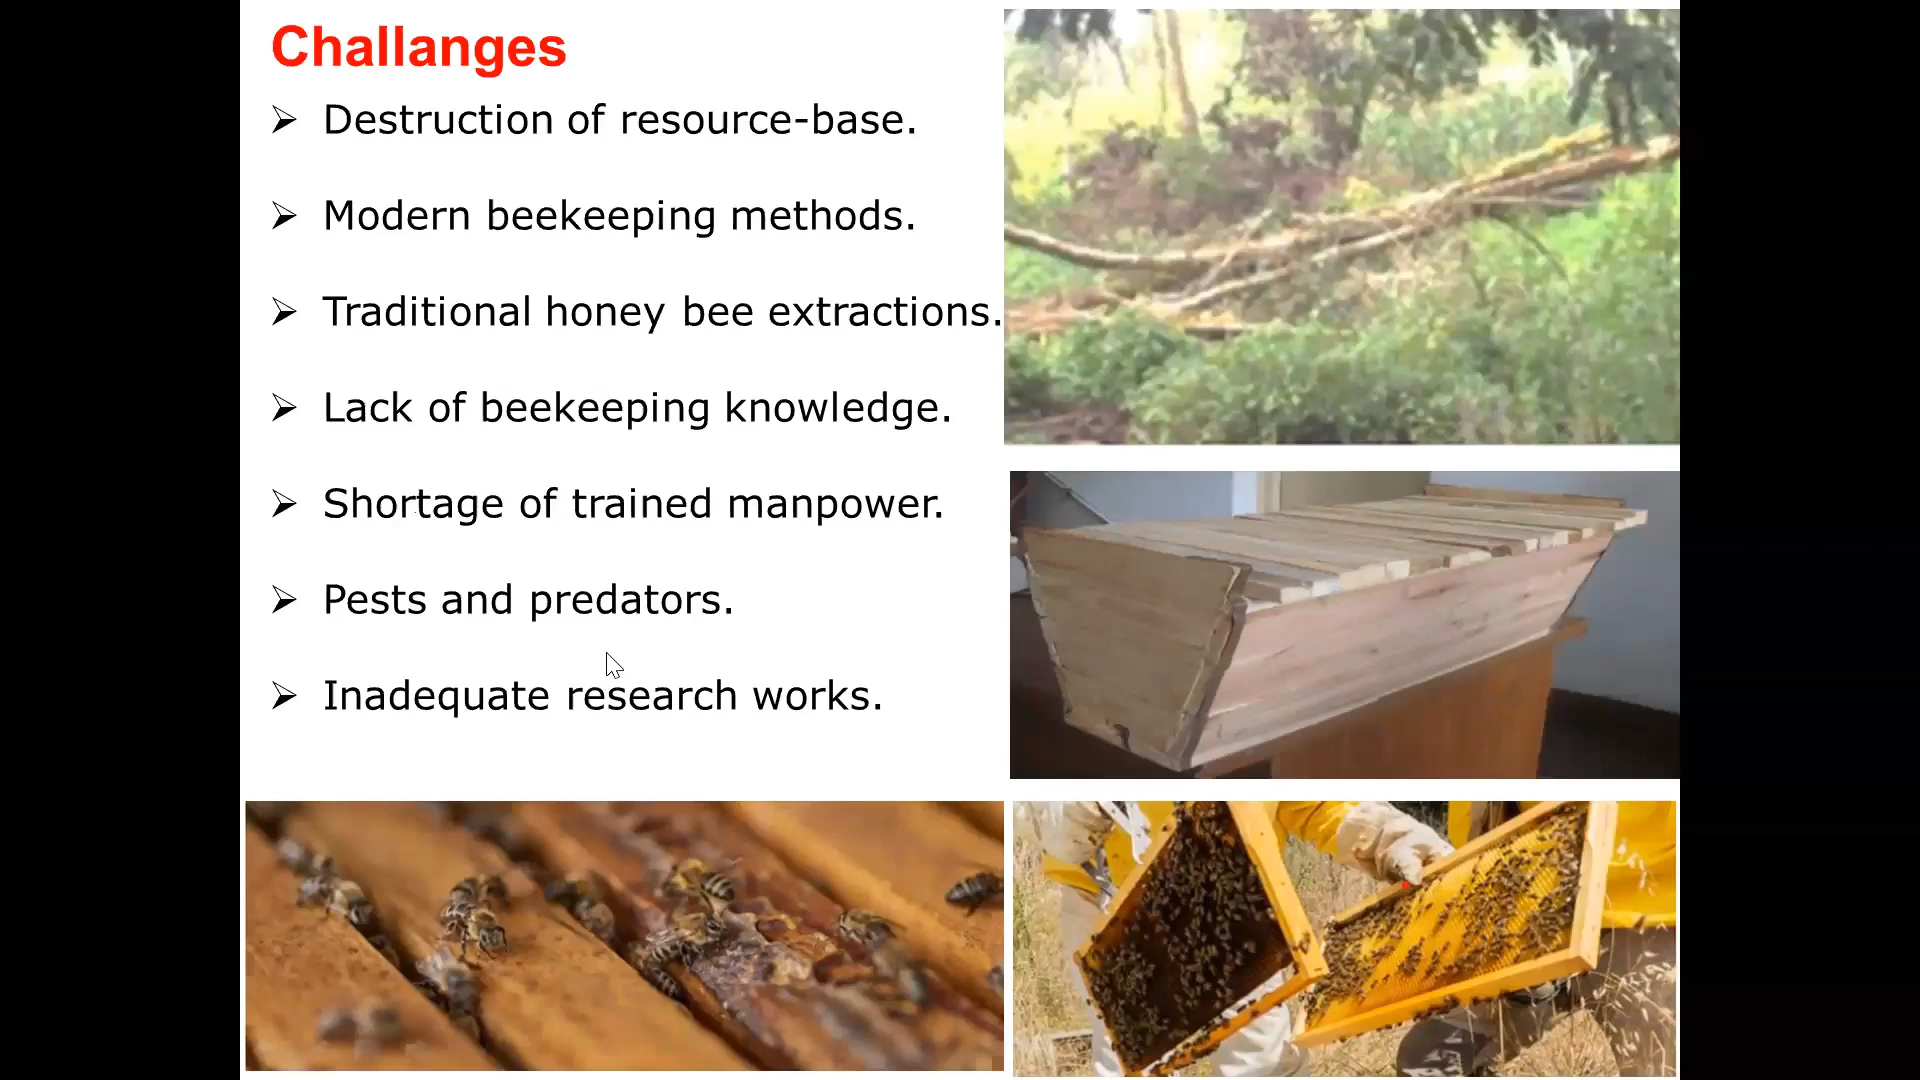 Challanges
➢ Destruction of resource-base.
➢ Modern beekeeping methods.
➢ Traditional honey bee extractions.
➢ Lack of beekeeping knowledge.
➢ Shortage of trained manpower.
➢ Pests and predators.
➢ Inadequate research works.